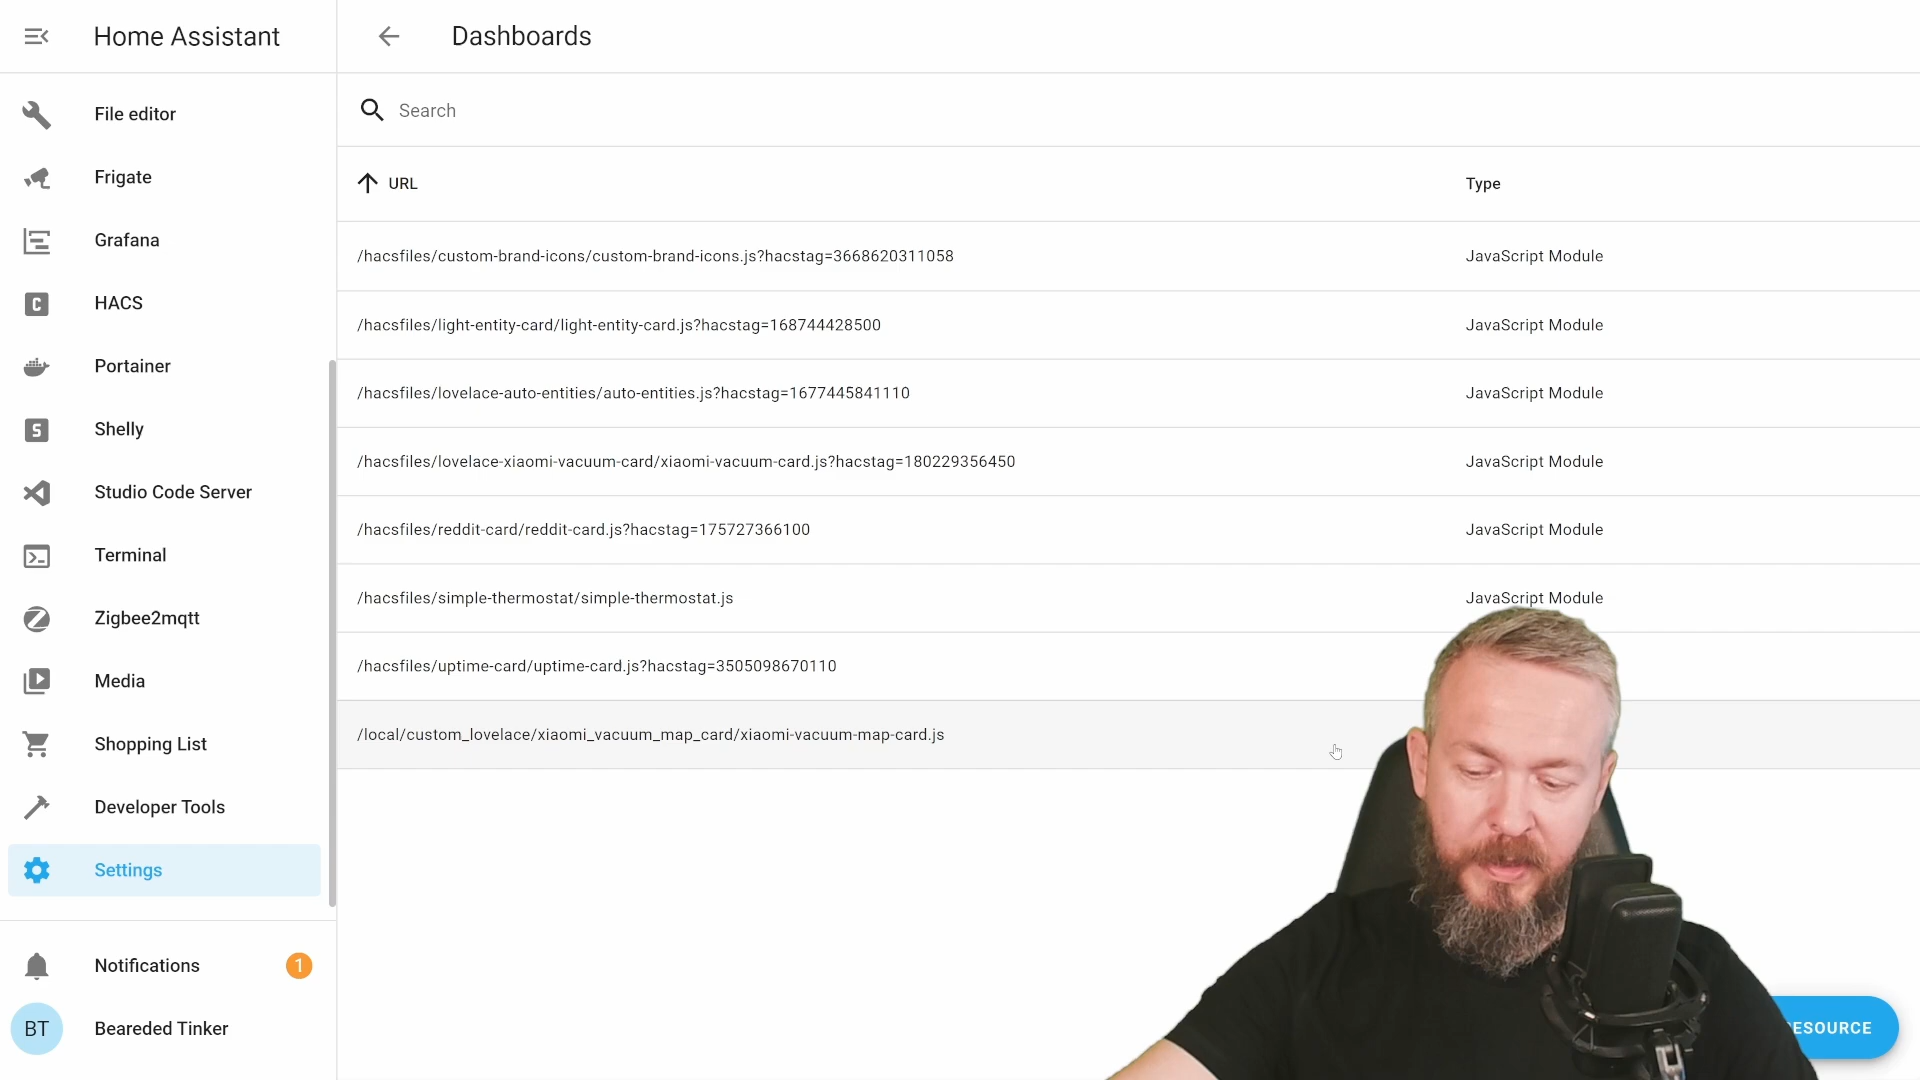 Home Assistant
Dashboards
File editor
Frigate
Grafana
HACS
Portainer
Shelly
Studio Code Server
Terminal
Zigbee2mqtt
Media
Shopping List
Developer Tools
Settings
Notifications
1
BT
Beareded Tinker
Search
URL
Type
/hacsfiles/custom-brand-icons/custom-brand-icons.js?hacstag=3668620311058
JavaScript Module
/hacsfiles/light-entity-card/light-entity-card.js?hacstag=168744428500
JavaScript Module
/hacsfiles/lovelace-auto-entities/auto-entities.js?hacstag=1677445841110
JavaScript Module
/hacsfiles/lovelace-xiaomi-vacuum-card/xiaomi-vacuum-card.js?hacstag=180229356450
JavaScript Module
/hacsfiles/reddit-card/reddit-card.js?hacstag=175727366100
JavaScript Module
/hacsfiles/simple-thermostat/simple-thermostat.js
JavaScript Module
/hacsfiles/uptime-card/uptime-card.js?hacstag=3505098670110
/local/custom_lovelace/xiaomi_vacuum_map_card/xiaomi-vacuum-map-card.js